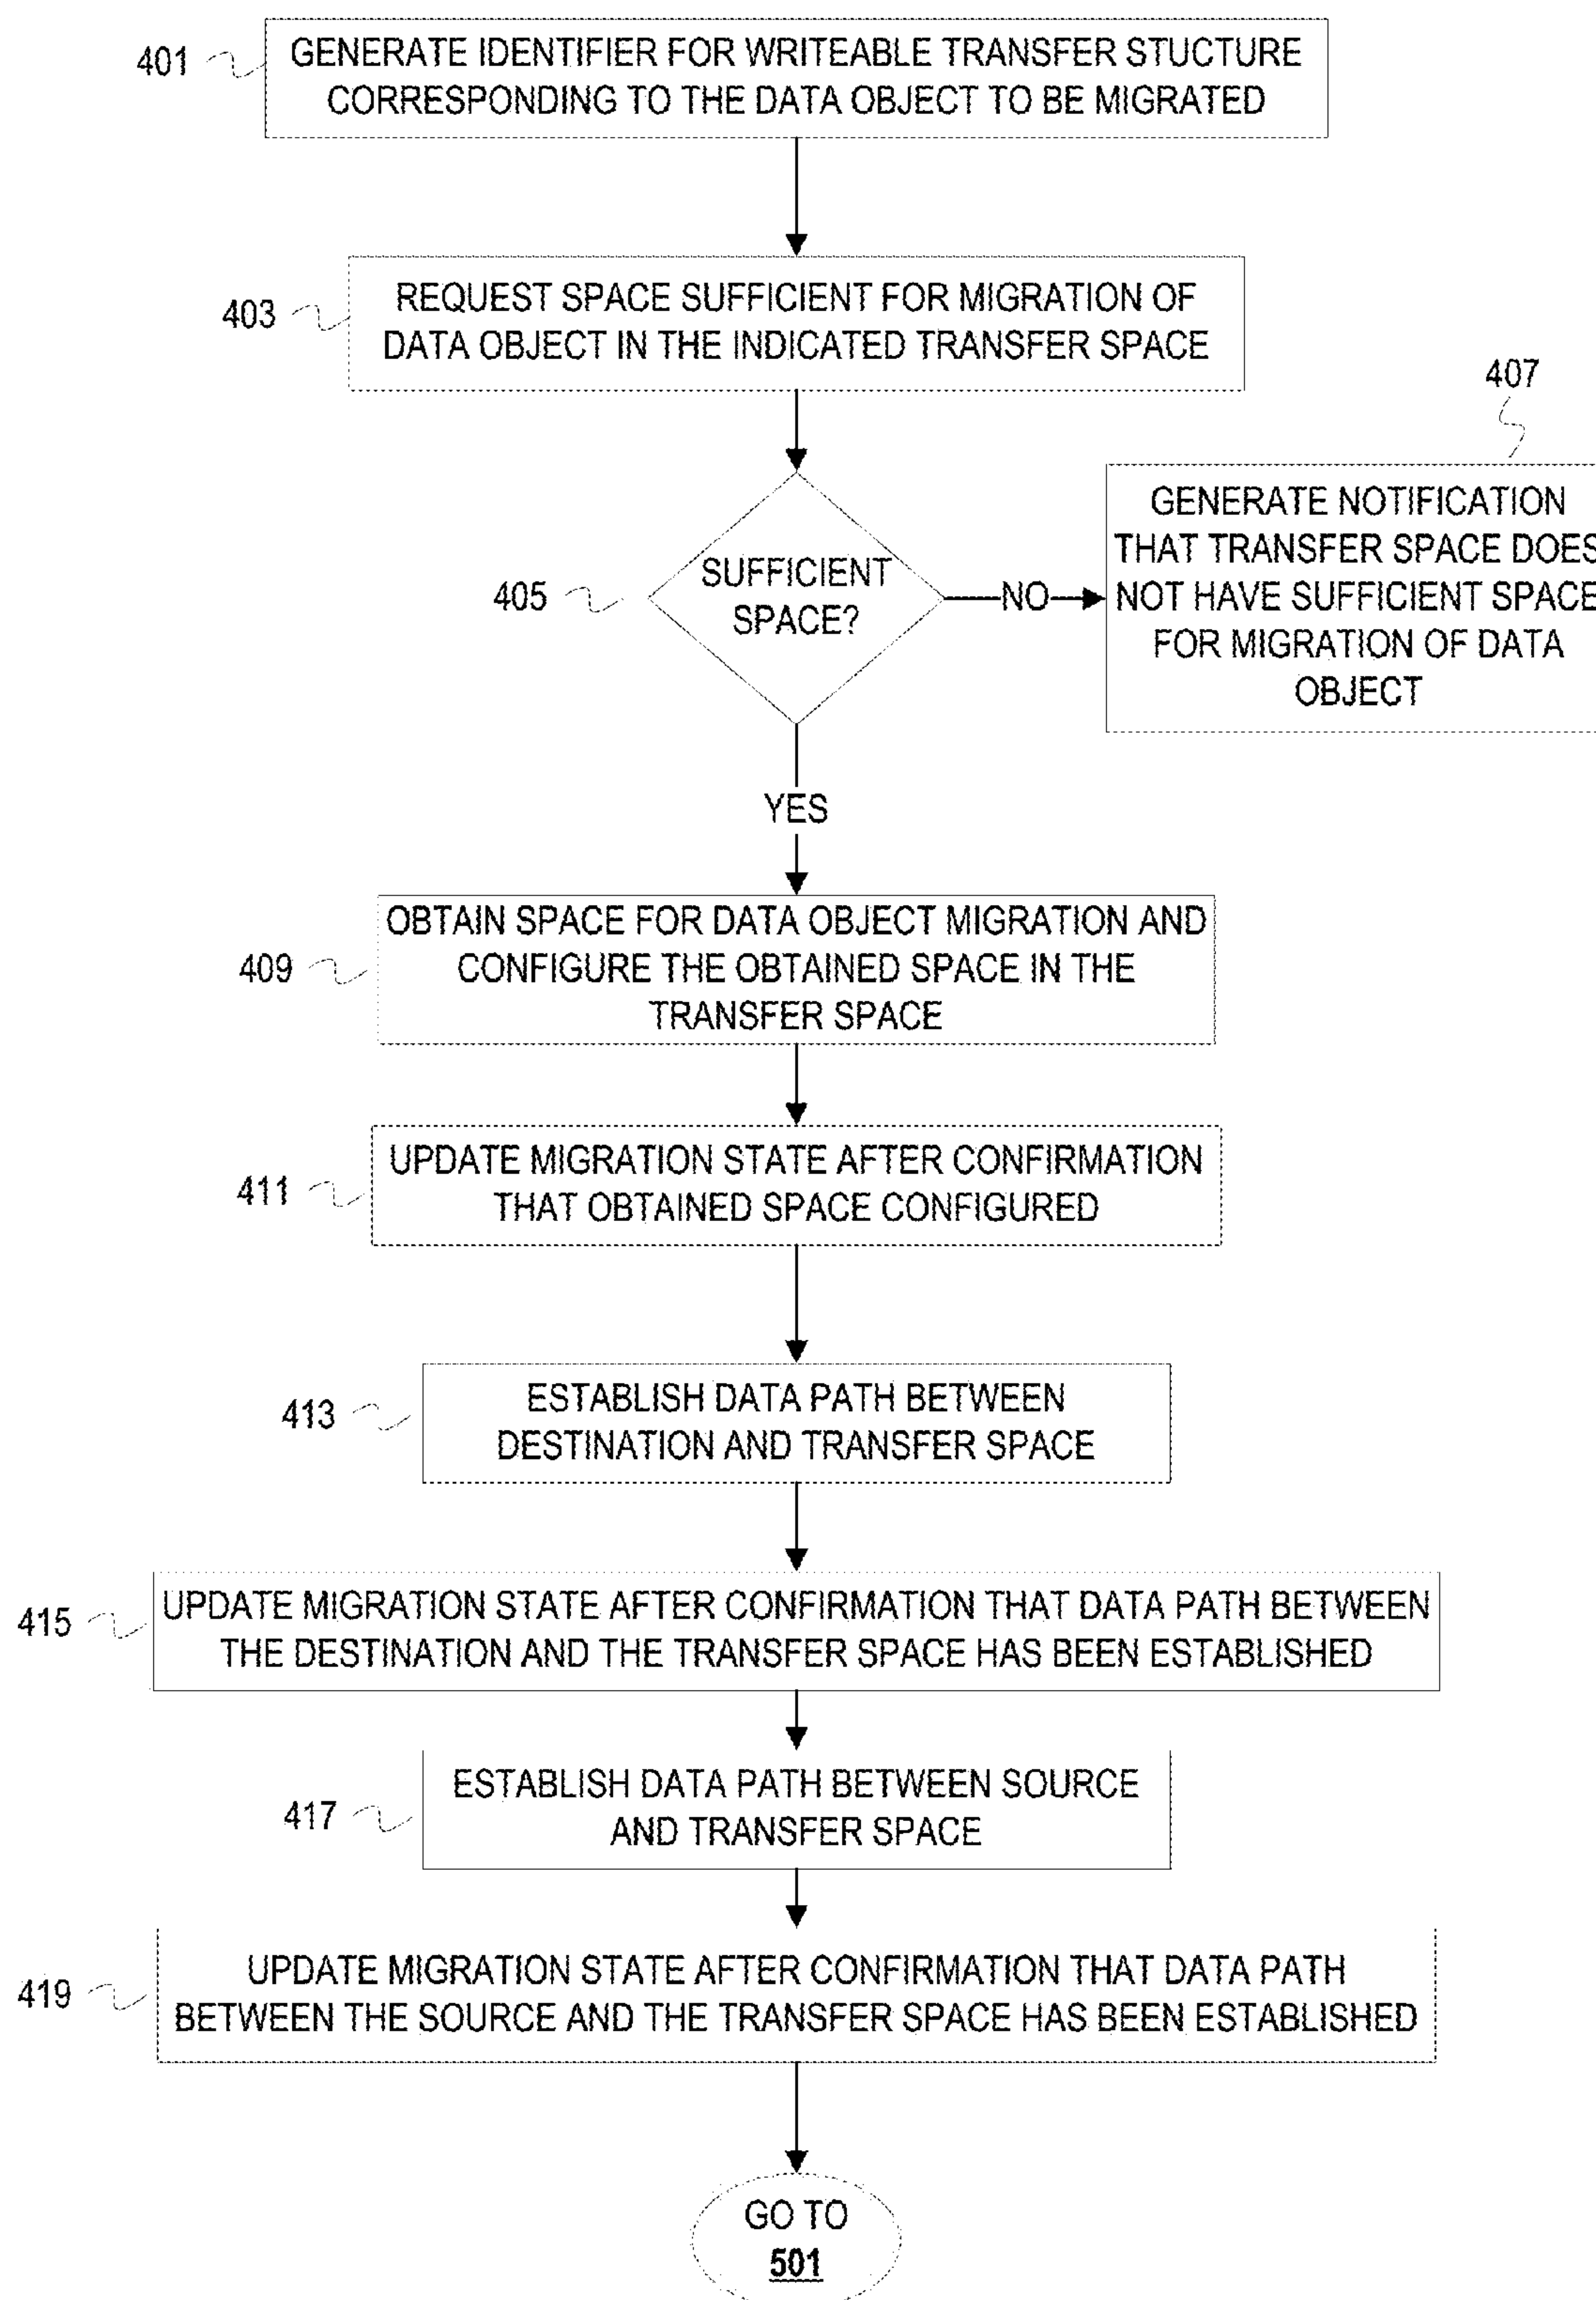 401
GENERATE IDENTIFIER FOR WRITEABLE TRANSFER STUCTURE
CORRESPONDING TO THE DATA OBJECT TO BE MIGRATED
403
REQUEST SPACE SUFFICIENT FOR MIGRATION OF
DATA OBJECT IN THE INDICATED TRANSFER SPACE
405
SUFFICIENT
SPACE?
NO
407
GENERATE NOTIFICATION
THAT TRANSFER SPACE DOES
NOT HAVE SUFFICIENT SPACE
FOR MIGRATION OF DATA
OBJECT
YES
409
OBTAIN SPACE FOR DATA OBJECT MIGRATION AND
CONFIGURE THE OBTAINED SPACE IN THE
TRANSFER SPACE
411
UPDATE MIGRATION STATE AFTER CONFIRMATION
THAT OBTAINED SPACE CONFIGURED
413
ESTABLISH DATA PATH BETWEEN
DESTINATION AND TRANSFER SPACE
415
UPDATE MIGRATION STATE AFTER CONFIRMATION THAT DATA PATH BETWEEN
THE DESTINATION AND THE TRANSFER SPACE HAS BEEN ESTABLISHED
417
ESTABLISH DATA PATH BETWEEN SOURCE
AND TRANSFER SPACE
419
UPDATE MIGRATION STATE AFTER CONFIRMATION THAT DATA PATH
BETWEEN THE SOURCE AND THE TRANSFER SPACE HAS BEEN ESTABLISHED
GO TO
501